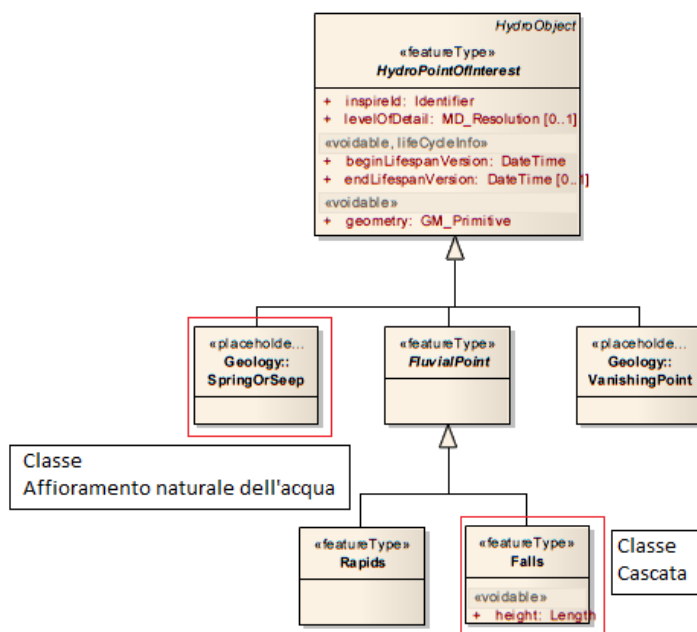 HydroObject
«featureType»
HydroPointOfInterest
+ inspireId: Identifier
+ levelOfDetail: MD_Resolution [0..1]
«voidable, lifeCycleInfo»
+ beginLifespanVersion: DateTime
+ endLifespanVersion: DateTime [0..1]
«voidable»
+ geometry: GM_Primitive
«placeholde...
Geology::
SpringOrSeep
«featureType»
FluvialPoint
«placeholde...
Geology::
VanishingPoint
Classe
Affioramento naturale dell'acqua
«featureType»
Rapids
«featureType»
Falls
«voidable»
+ height: Length
Classe
Cascata